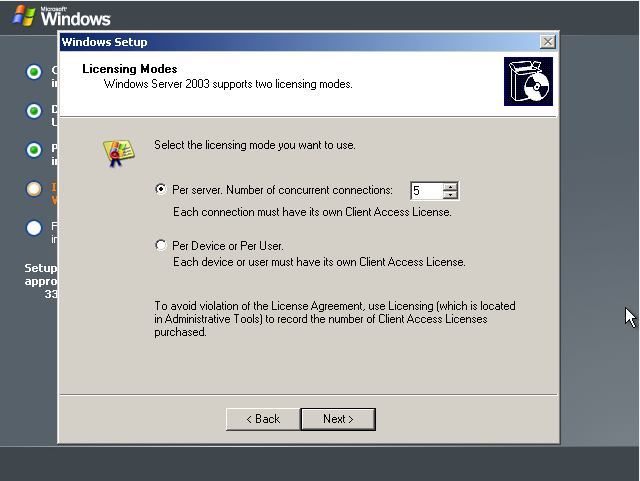 Microsoft
Windows
Windows Setup
Licensing Modes
Windows Server 2003 supports two licensing modes.
Select the licensing mode you want to use.
Per server. Number of concurrent connections: 5
Each connection must have its own Client Access License.
Per Device or Per User.
Each device or user must have its own Client Access License.
To avoid violation of the License Agreement, use Licensing (which is located
in Administrative Tools) to record the number of Client Access Licenses
purchased.
< Back
Next >
Setup
appro
33